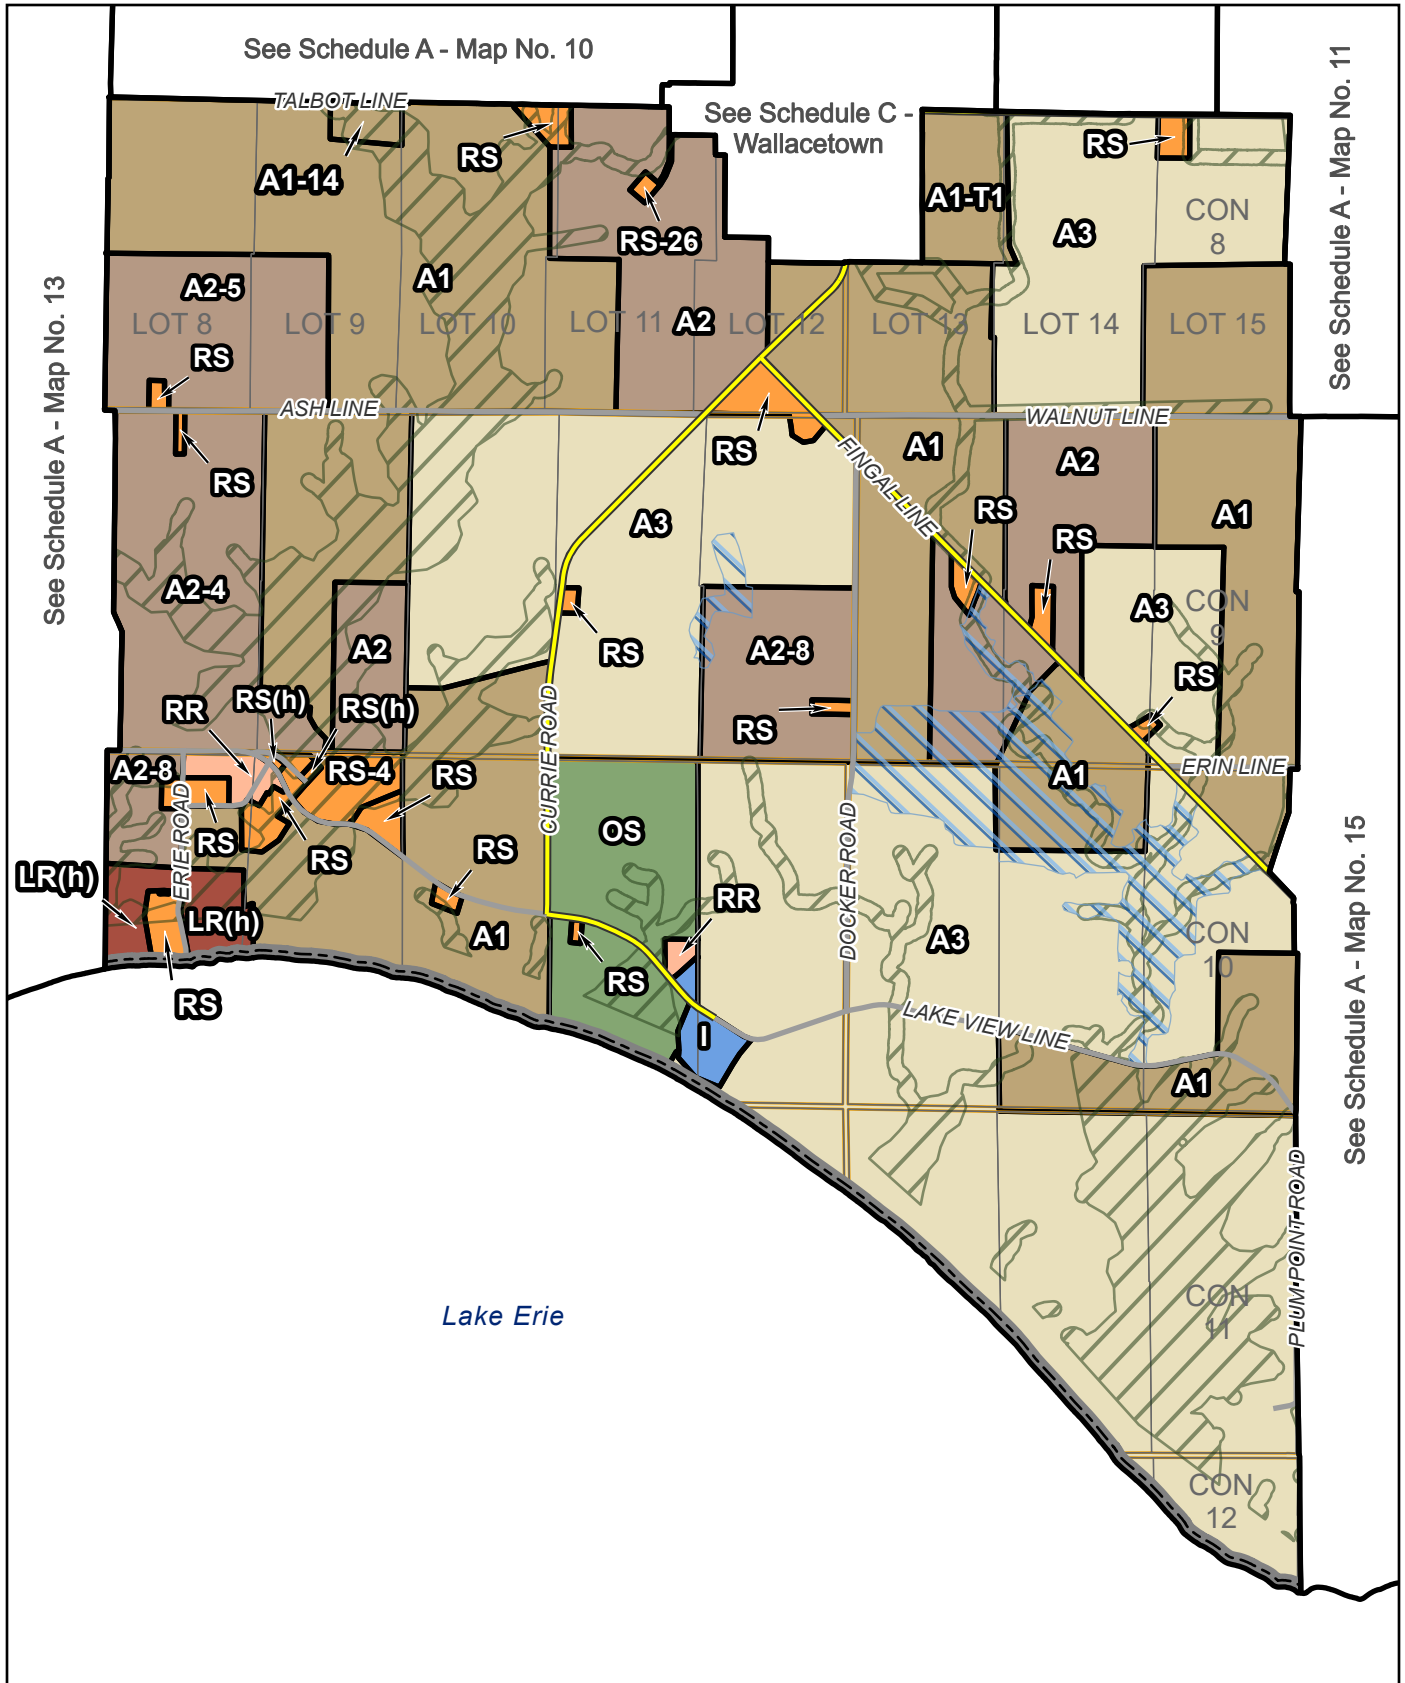 See Schedule A - Map No. 10
See Schedule A - Map No. 11
TALBOT LINE
See Schedule C -
Wallacetown
RS
RS
A1-14
A1-T1
RS-26
A3
CON
8
A2-5
A1
See Schedule A - Map No. 13
LOT 8
LOT 9
LOT 10
LOT 11
A2
LOT 12
LOT 13
LOT 14
LOT 15
RS
ASH LINE
WALNUT LINE
RS
FINGAL LINE
A1
A2
RS
A3
RS
A1
RS
A2-4
A3
CON
9
A2
RS
A2-8
RS
RR
RS(h)
RS(h)
RS
CURRIE ROAD
A2-8
RS-4
RS
A1
ERIN LINE
ERIE ROAD
RS
RS
RS
OS
DOCKER ROAD
LR(h)
LR(h)
RR
A1
A3
CON
10
RS
RS
I
LAKE VIEW LINE
See Schedule A - Map No. 15
A1
PLUM POINT ROAD
CON
11
Lake Erie
CON
12